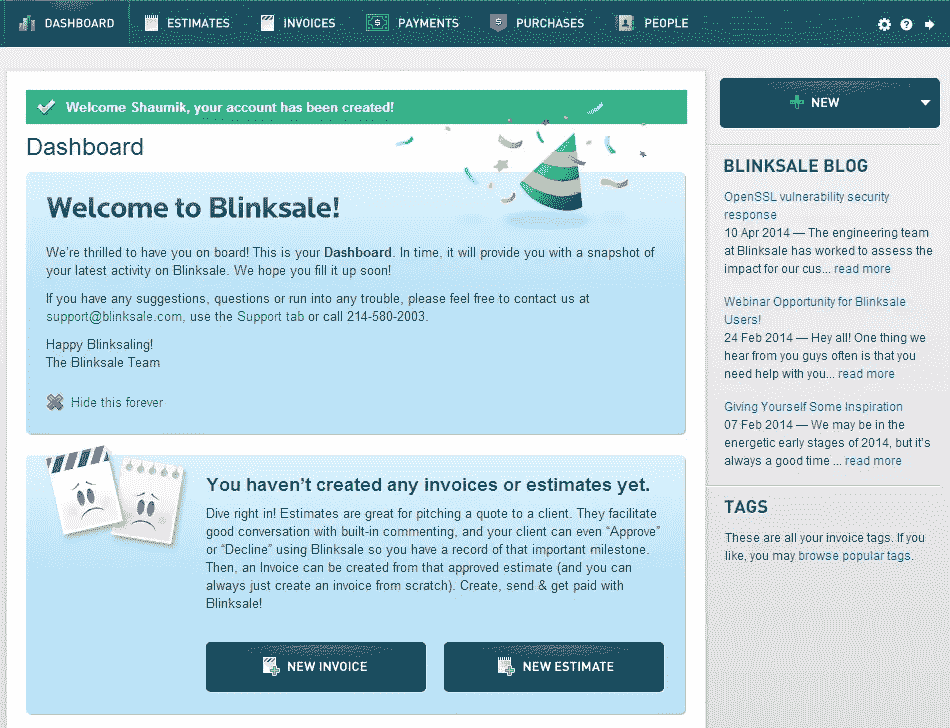 DASHBOARD
ESTIMATES
INVOICES
PAYMENTS
PURCHASES
PEOPLE
Welcome Shaumik, your account has been created!
Dashboard
Welcome to Blinksale!
We're thrilled to have you on board! This is your Dashboard. In time, it will provide you with a snapshot of
your latest activity on Blinksale. We hope you fill it up soon!
If you have any suggestions, questions or run into any trouble, please feel free to contact us at
support@blinksale.com, use the Support tab or call 214-580-2003.
Happy Blinksaling!
The Blinksale Team
Hide this forever
You haven't created any invoices or estimates yet.
Dive right in! Estimates are great for pitching a quote to a client. They facilitate
good conversation with built-in commenting, and your client can even “Approve”
or “Decline” using Blinksale so you have a record of that important milestone.
Then, an Invoice can be created from that approved estimate (and you can
always just create an invoice from scratch). Create, send & get paid with
Blinksale!
NEW INVOICE
NEW ESTIMATE
NEW
BLINKSALE BLOG
OpenSSL vulnerability security
response
10 Apr 2014 — The engineering team
at Blinksale has worked to assess the
impact for our cus... read more
Webinar Opportunity for Blinksale
Users!
24 Feb 2014 — Hey all! One thing we
hear from you guys often is that you
need help with you... read more
Giving Yourself Some Inspiration
07 Feb 2014 — We may be in the
energetic early stages of 2014, but it's
always a good time ... read more
TAGS
These are all your invoice tags. If you
like, you may browse popular tags.